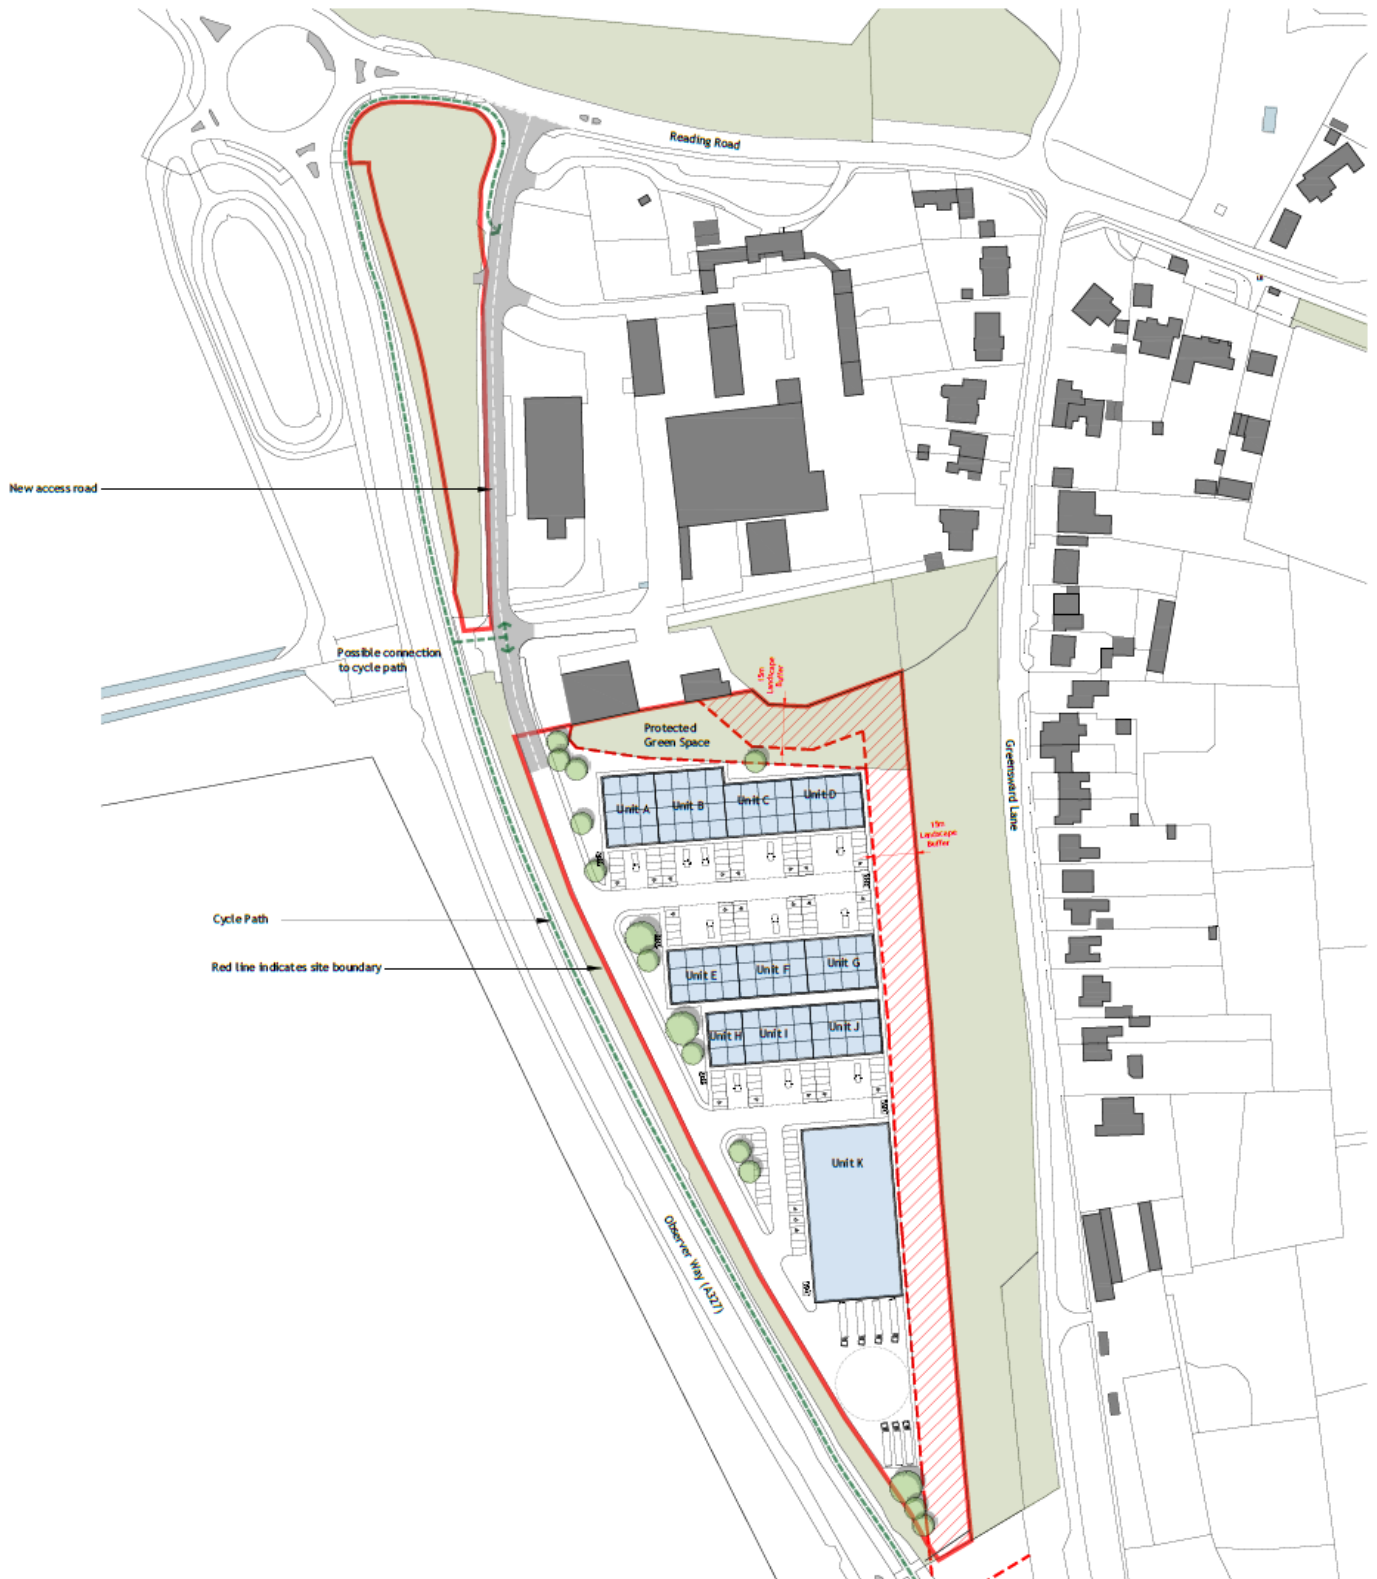 Reading Road
New access road
Possible connection
to cycle path
15m
Landscape
Buffer
Protected
Green Space
Greensward Lane
Unit A
Unit B
Unit C
Unit D
15m
Landscape
Buffer
Cycle Path
Red line indicates site boundary
Unit E
Unit F
Unit G
Unit H
Unit I
Unit J
Unit K
Observer Way (A327)